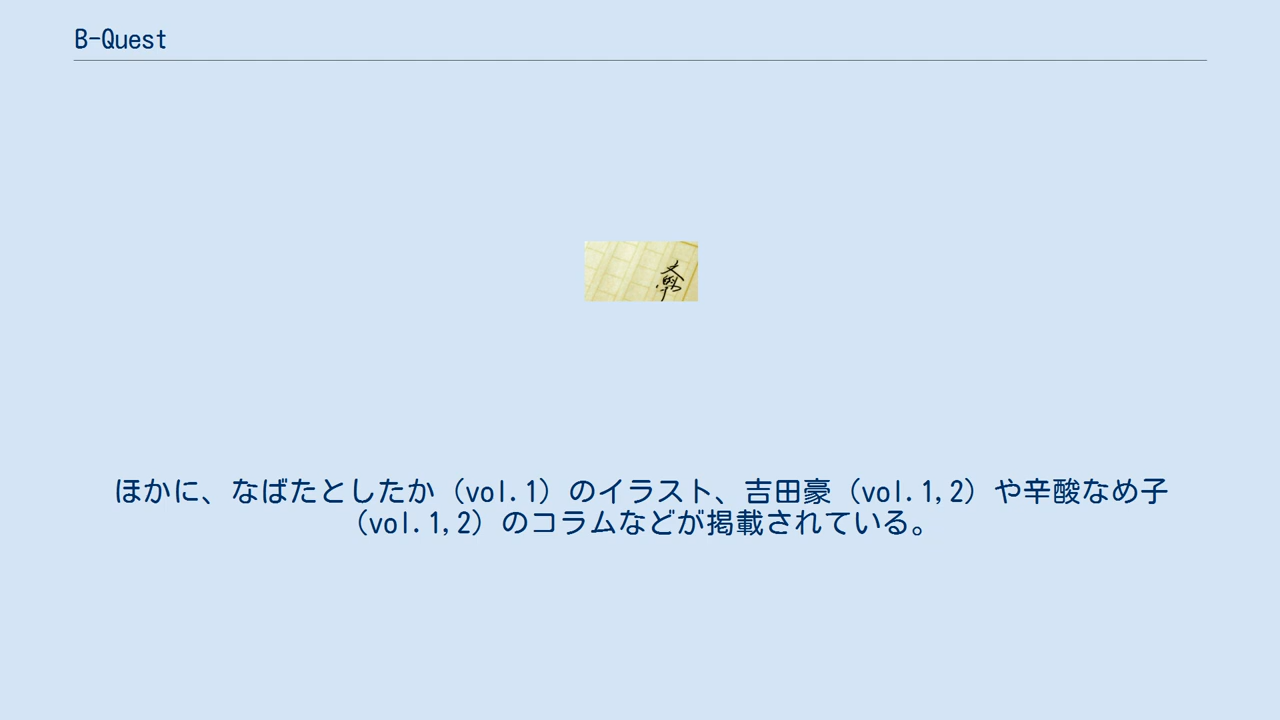 B-Quest
ほかに、なばたとしたか（vol.1）のイラスト、吉田豪（vol.1,2）や辛酸なめ子
（vol.1,2）のコラムなどが掲載されている。